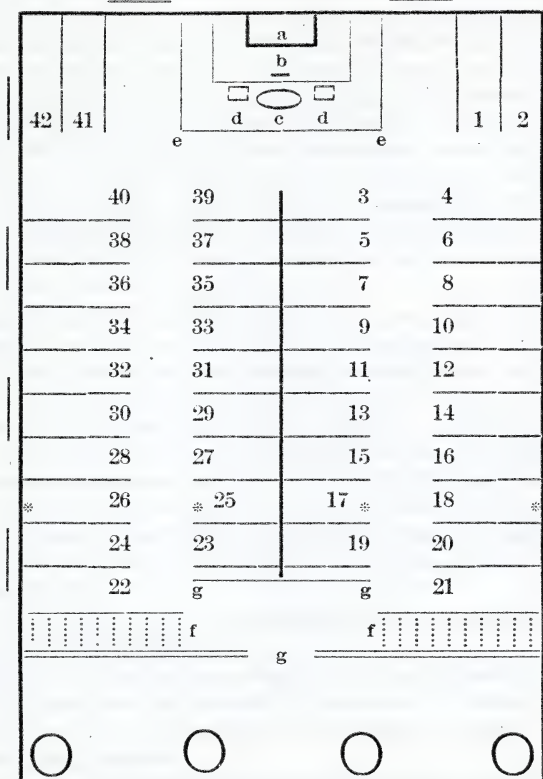 a
b
d c d
42 41 1 2
e e
40 39 3 4
38 37 5 6
36 35 7 8
34 33 9 10
32 31 11 12
30 29 13 14
28 27 15 16
26 * 25 17 * 18
24 23 19 20
22 g g 21
f f
g